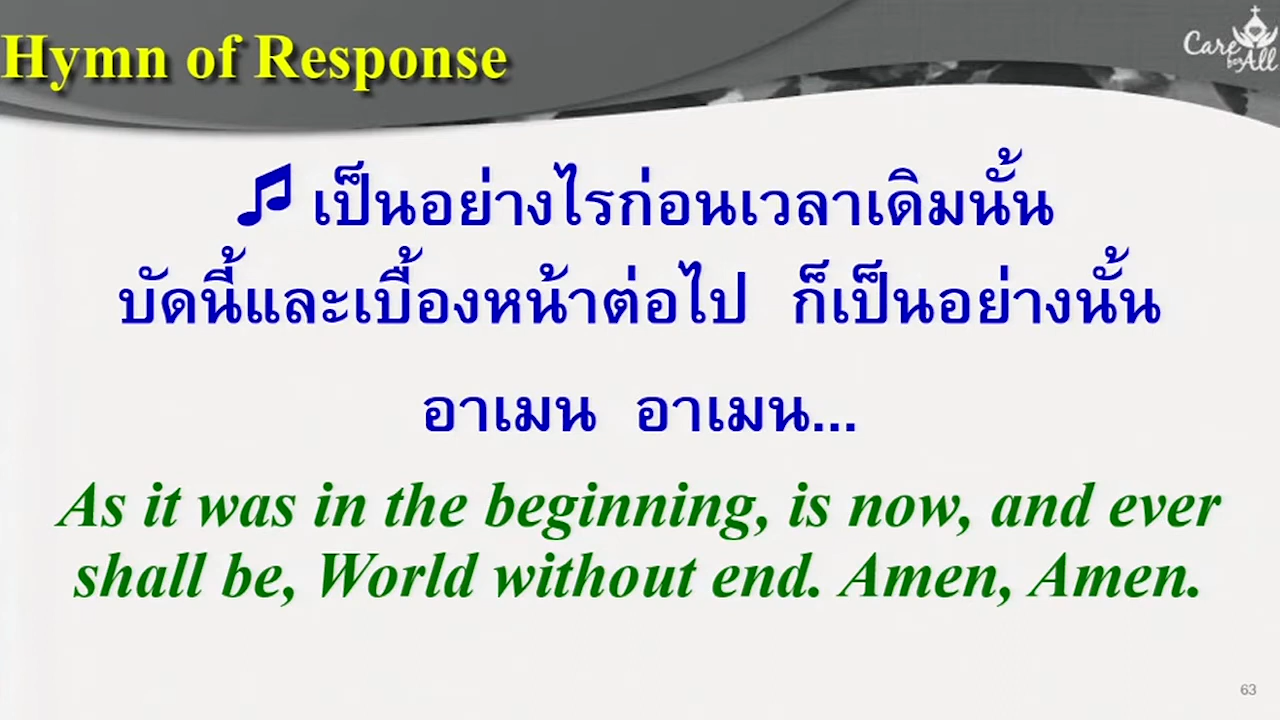 Hymn of Response
Care for All
♫ เป็นอย่างไรก่อนเวลาเดิมนั้น
บัดนี้และเบื้องหน้าต่อไป ก็เป็นอย่างนั้น
อาเมน อาเมน...
As it was in the beginning, is now, and ever
shall be, World without end. Amen, Amen.
63